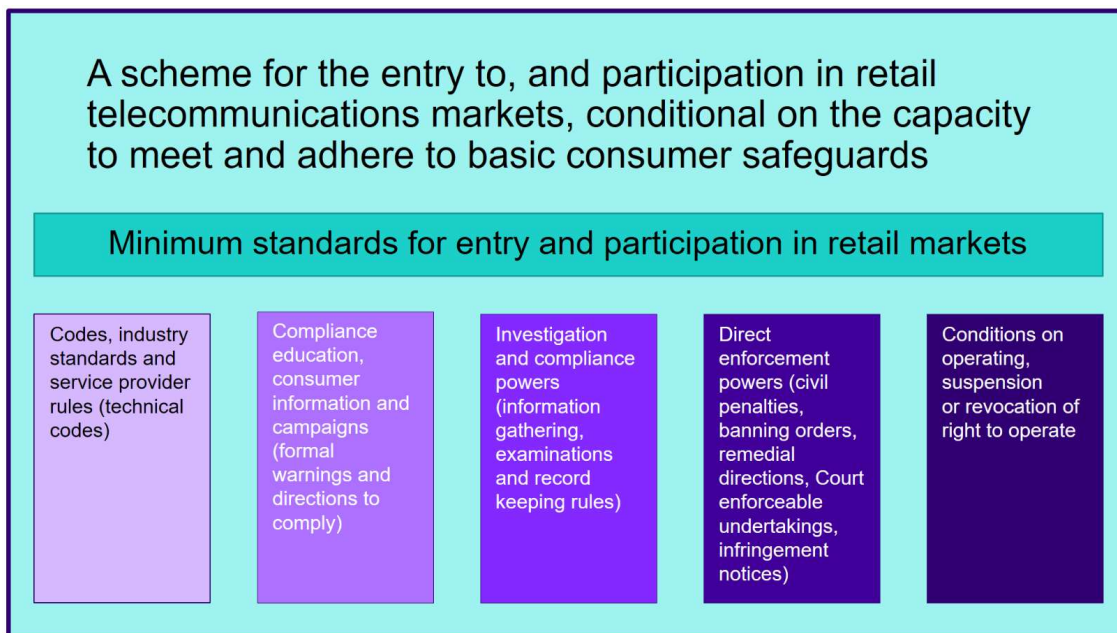 A scheme for the entry to, and participation in retail
telecommunications markets, conditional on the capacity
to meet and adhere to basic consumer safeguards
Minimum standards for entry and participation in retail markets
Codes, industry
standards and
service provider
rules (technical
codes)
Compliance
education,
consumer
information and
campaigns
(formal
warnings and
directions to
comply)
Investigation
and compliance
powers
(information
gathering,
examinations
and record
keeping rules)
Direct
enforcement
powers (civil
penalties,
banning orders,
remedial
directions, Court
enforceable
undertakings,
infringement
notices)
Conditions on
operating,
suspension
or revocation of
right to operate